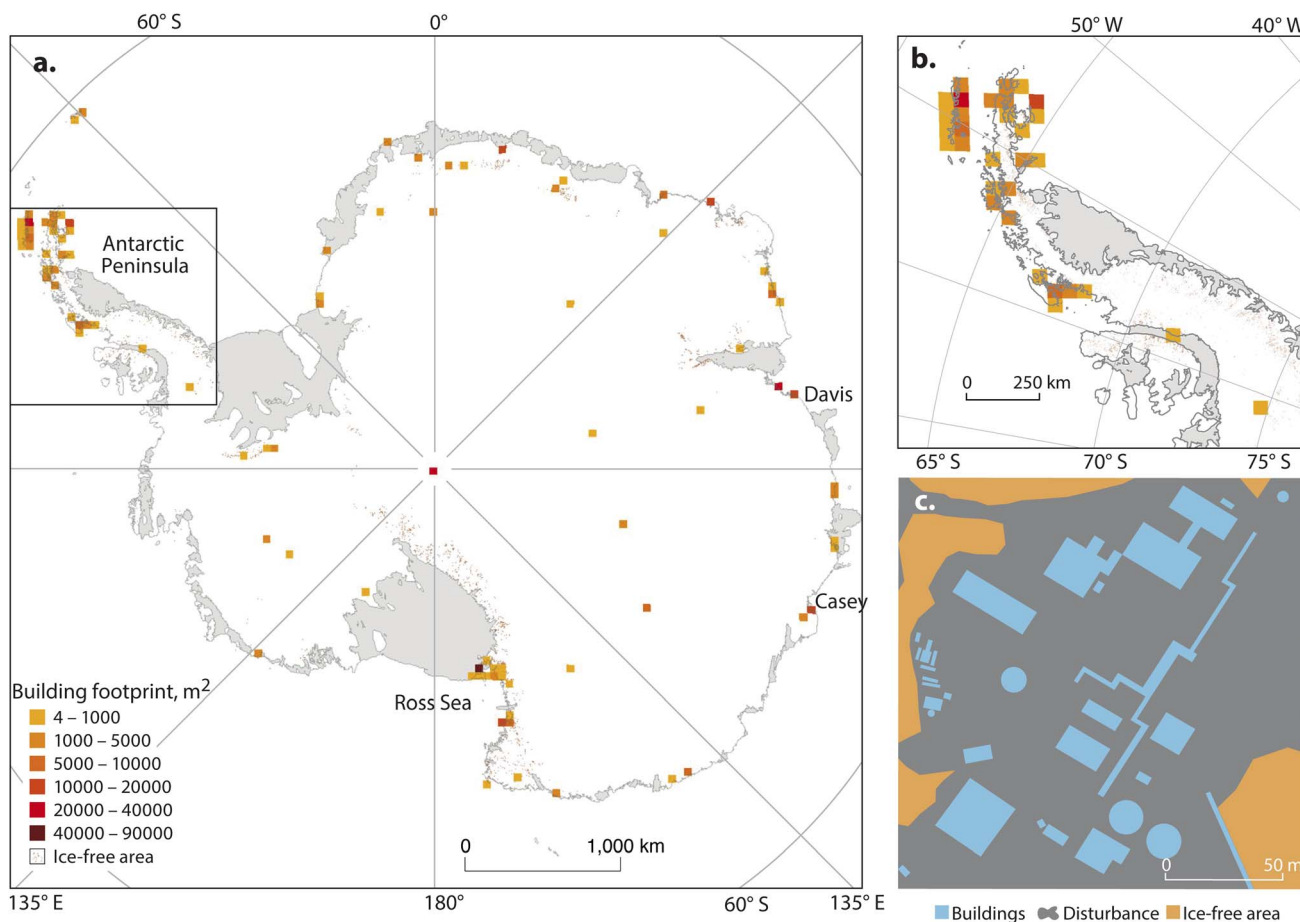 60° S
0°
50° W
40° W
a.
b.
Antarctic
Peninsula
Davis
0
250 km
65° S
70° S
75° S
c.
Casey
Ross Sea
Building footprint, m²
4 – 1000
1000 – 5000
5000 – 10000
10000 – 20000
20000 – 40000
40000 – 90000
Ice-free area
0
1,000 km
0
50 m
135° E
180°
60° S
135° E
Buildings
Disturbance
Ice-free area